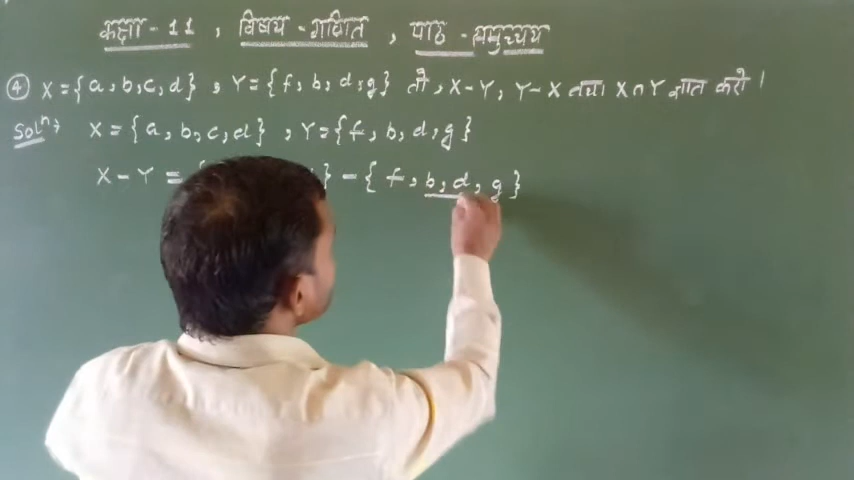 कक्षा - 11 , विषय - गणित , पाठ - समुच्चय
④ X = {a, b, c, d} , Y = {f, b, d, g} तो , X - Y , Y - X तथा X ∩ Y ज्ञात करो ।
Solⁿ: X = {a, b, c, d} , Y = {f, b, d, g}
X - Y = { } - {f, b, d, g}